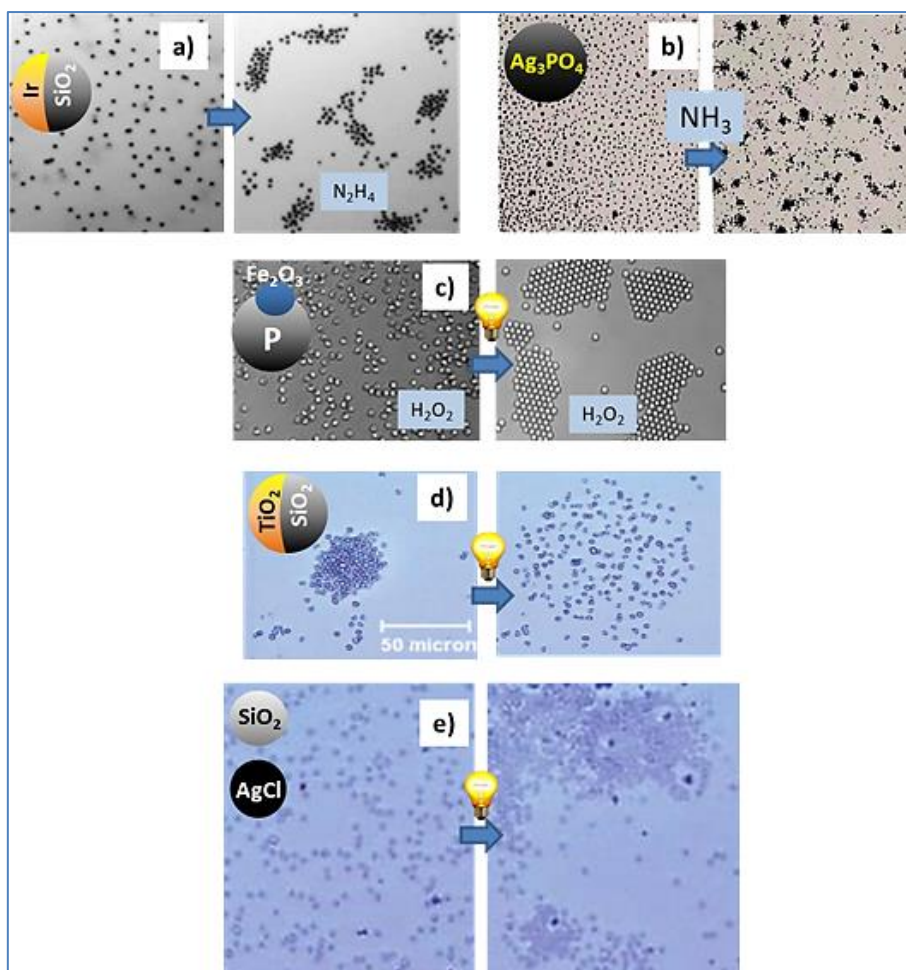 a)
Ir
SiO₂
N₂H₄
b)
Ag₃PO₄
NH₃
c)
Fe₂O₃
P
H₂O₂
H₂O₂
d)
TiO₂
SiO₂
50 micron
e)
SiO₂
AgCl